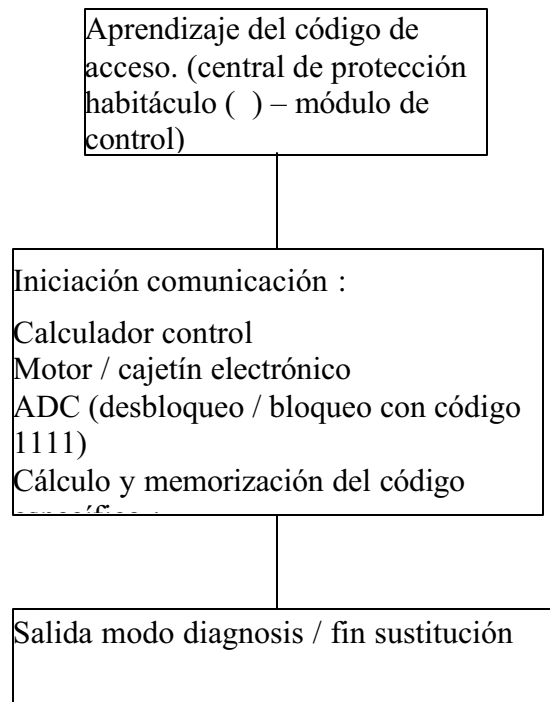 Aprendizaje del código de
acceso. (central de protección
habitáculo ( ) – módulo de
control)
Iniciación comunicación :
Calculador control
Motor / cajetín electrónico
ADC (desbloqueo / bloqueo con código
1111)
Cálculo y memorización del código
Salida modo diagnosis / fin sustitución